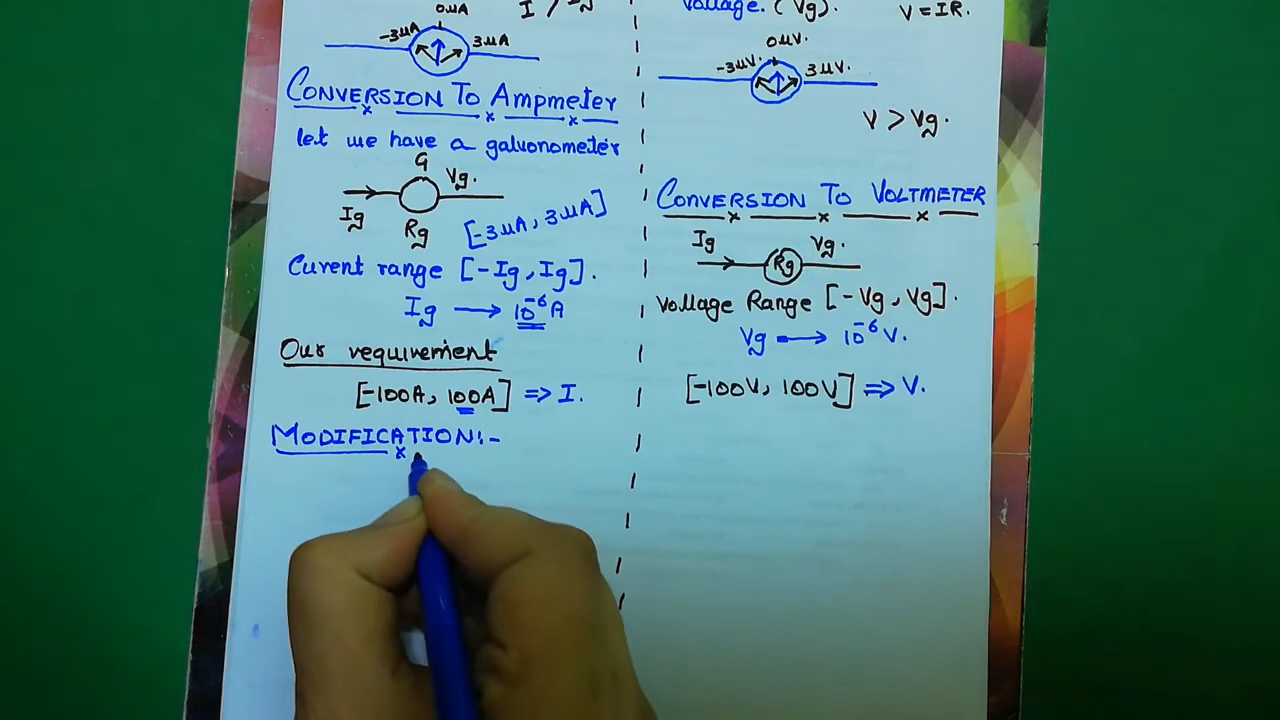 I > Ig
0μA
-3μA
3μA
CONVERSION TO Ampmeter
let we have a galvonometer
G
Vg.
Ig
Rg
[-3μA, 3μA]
Current range [-Ig, Ig].
Ig → 10⁻⁶A
Our requirement
[-100A, 100A] => I.
MODIFICATION:-
Voltage. (Vg).
V = IR.
0μV.
-3μV.
3μV.
V > Vg.
CONVERSION TO VOLTMETER
Ig
Rg
Vg.
Voltage Range [-Vg, Vg].
Vg → 10⁻⁶ V.
[-100V, 100V] => V.